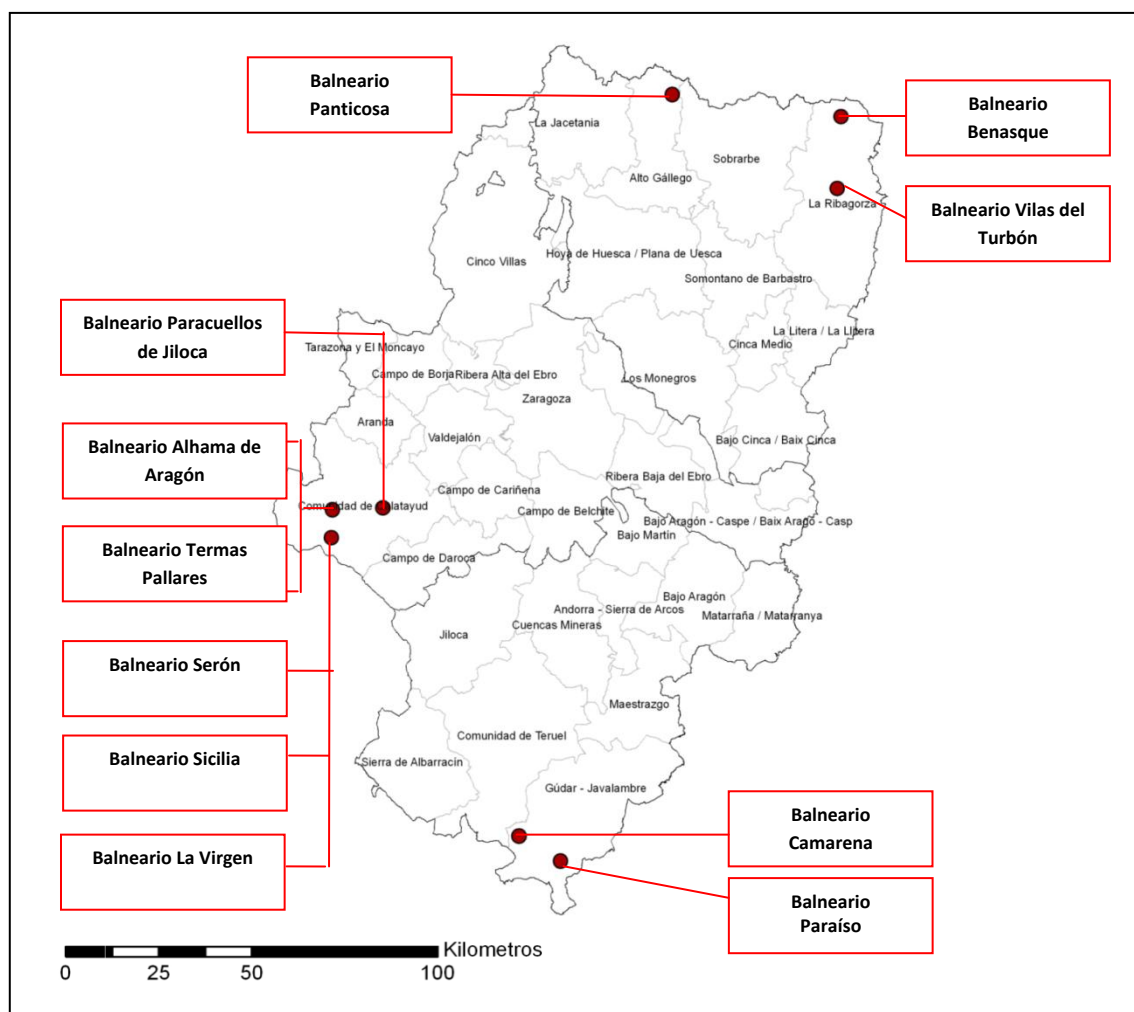 Balneario
Panticosa
Balneario
Benasque
La Jacetania
Sobrarbe
Alto Gállego
La Ribagorza
Balneario Vilas del
Turbón
Hoya de Huesca / Plana de Uesca
Cinco Villas
Somontano de Barbastro
Balneario Paracuellos
de Jiloca
La Litera / La Llitera
Cinca Medio
Tarazona y El Moncayo
Campo de Borja
Ribera Alta del Ebro
Los Monegros
Zaragoza
Aranda
Valdejalón
Bajo Cinca / Baix Cinca
Balneario Alhama de
Aragón
Ribera Baja del Ebro
Campo de Cariñena
Comunidad de Calatayud
Campo de Belchite
Bajo Aragón - Caspe / Baix Aragó - Casp
Bajo Martín
Balneario Termas
Pallares
Campo de Daroca
Bajo Aragón
Andorra - Sierra de Arcos
Matarraña / Matarranya
Cuencas Mineras
Jiloca
Balneario Serón
Maestrazgo
Comunidad de Teruel
Balneario Sicilia
Sierra de Albarracín
Gúdar - Javalambre
Balneario
Camarena
Balneario La Virgen
Balneario
Paraíso
Kilometros
0 25 50 100